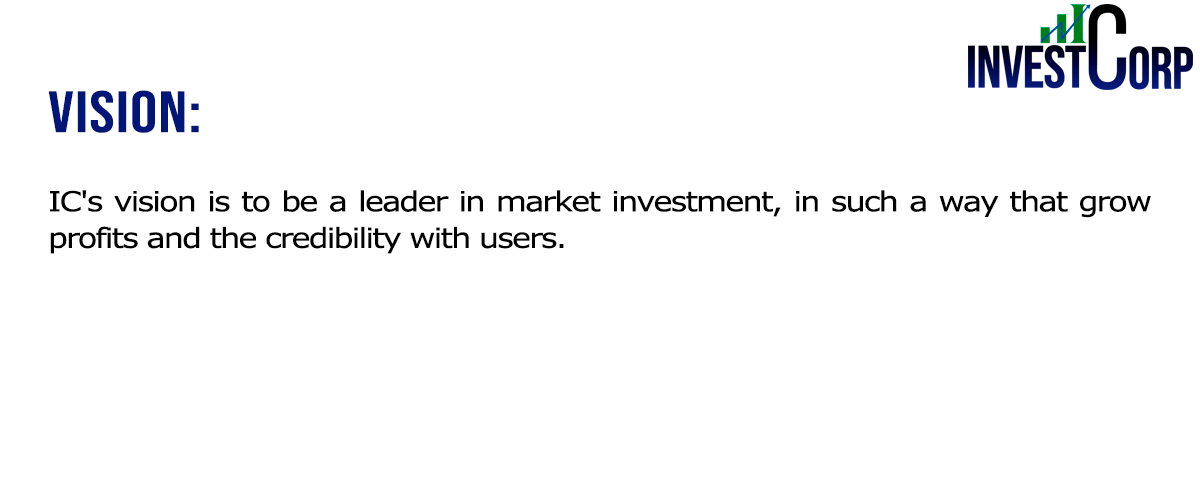 INVESTCORP
VISION:
IC's vision is to be a leader in market investment, in such a way that grow
profits and the credibility with users.